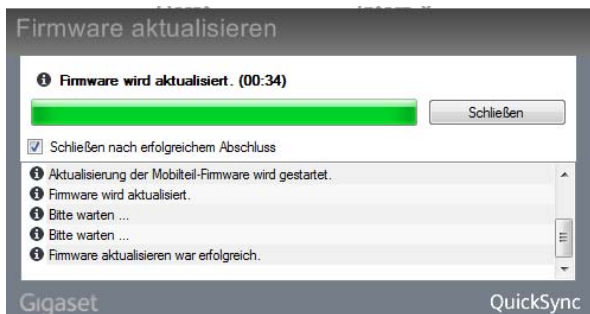 Firmware aktualisieren
Firmware wird aktualisiert. (00:34)
Schließen
Schließen nach erfolgreichem Abschluss
Aktualisierung der Mobilteil-Firmware wird gestartet.
Firmware wird aktualisiert.
Bitte warten ...
Bitte warten ...
Firmware aktualisieren war erfolgreich.
Gigaset QuickSync